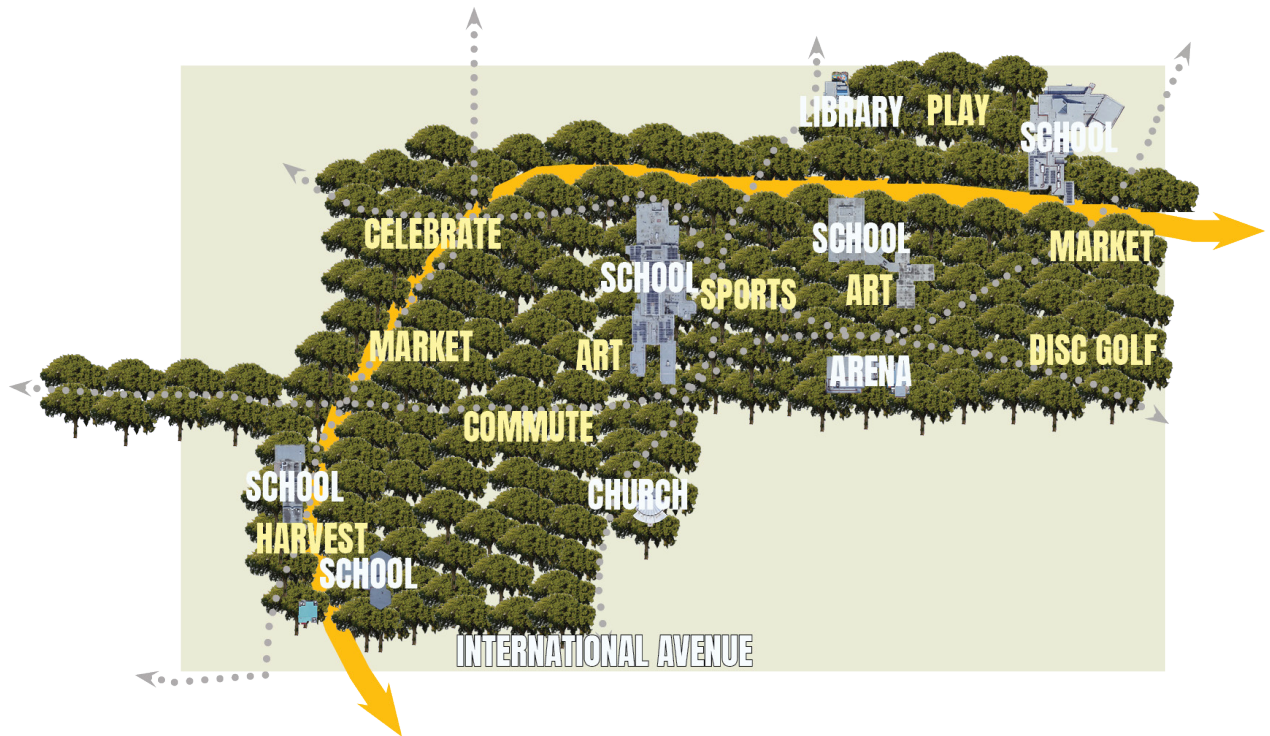 LIBRARY
PLAY
SCHOOL
CELEBRATE
SCHOOL
MARKET
SCHOOL
SPORTS
ART
MARKET
ART
DISC GOLF
ARENA
COMMUTE
SCHOOL
CHURCH
HARVEST
SCHOOL
INTERNATIONAL AVENUE